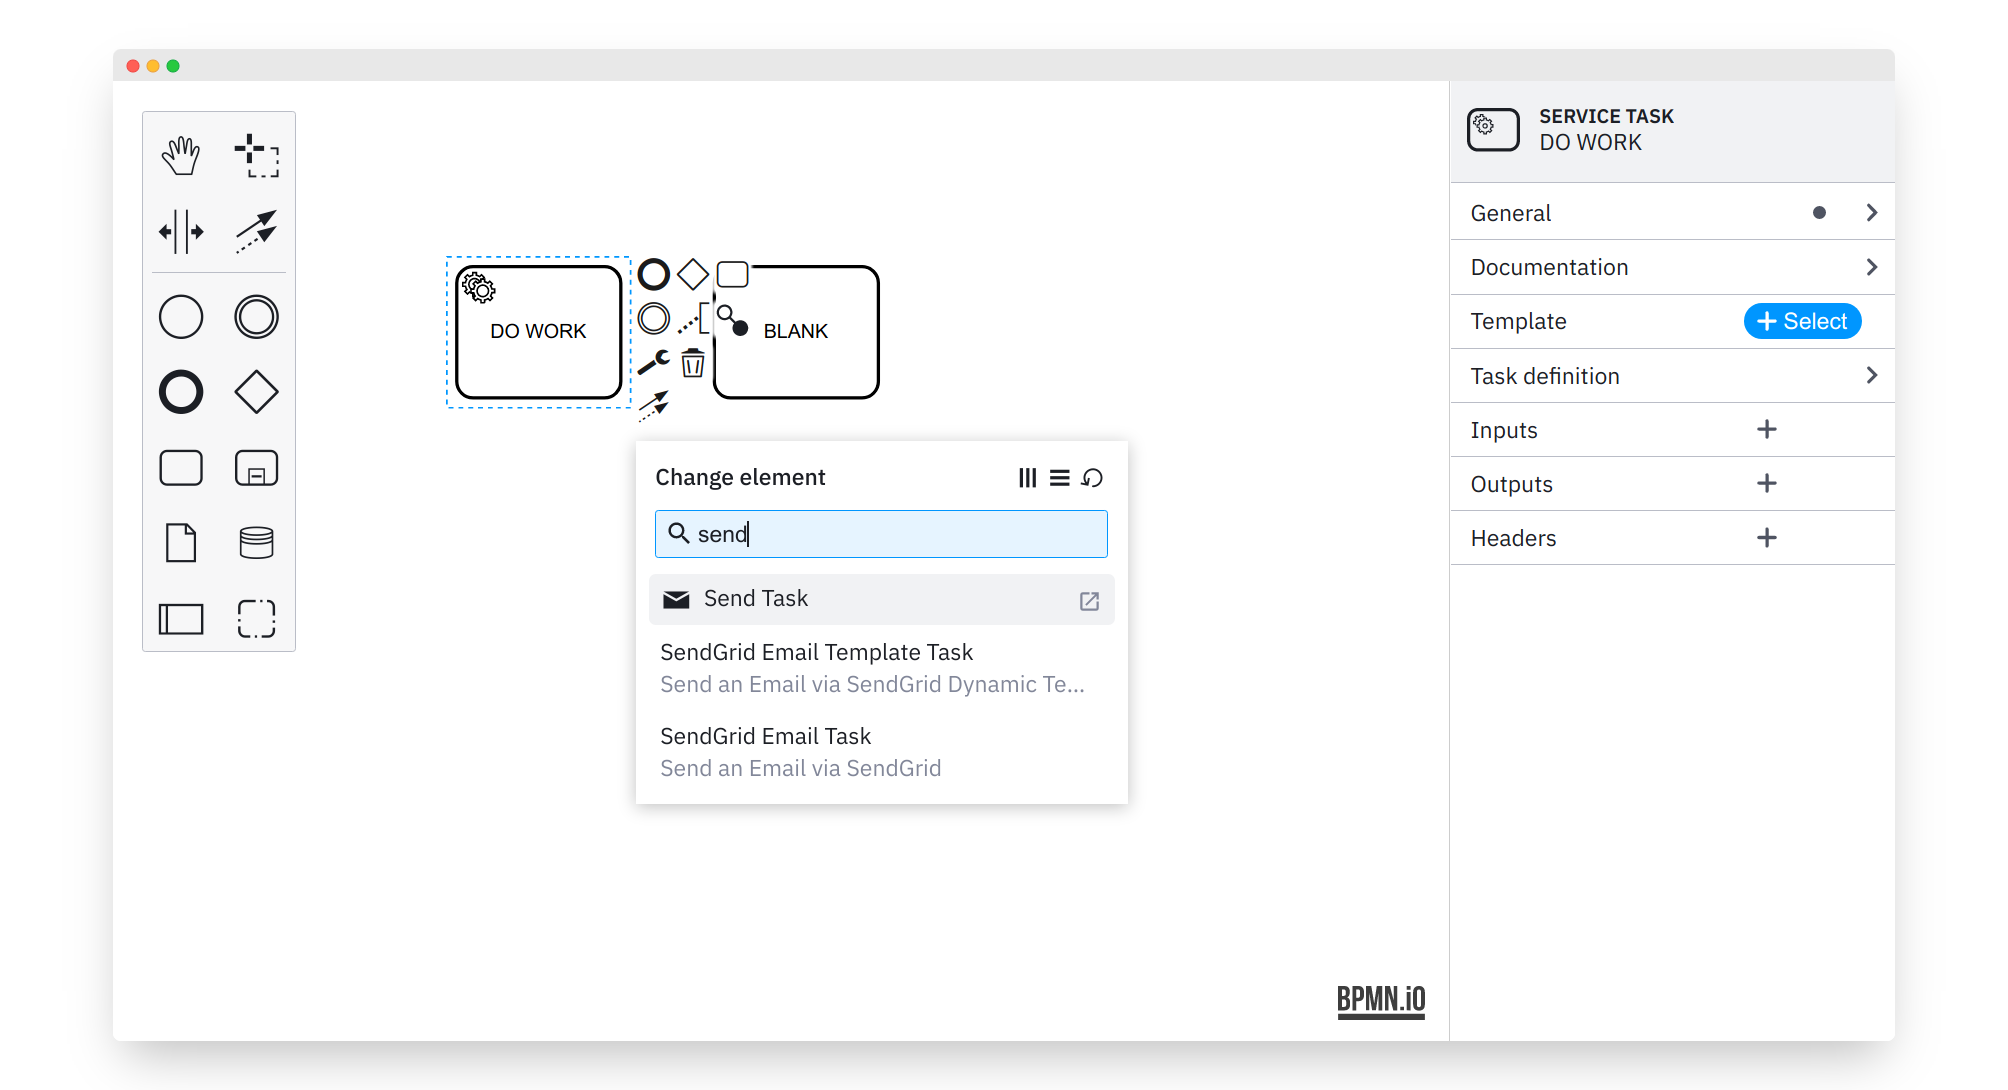 SERVICE TASK
DO WORK
General
Documentation
Template
Select
Task definition
Inputs
Outputs
Headers
DO WORK
BLANK
Change element
send
Send Task
SendGrid Email Template Task
Send an Email via SendGrid Dynamic Te...
SendGrid Email Task
Send an Email via SendGrid
BPMN.iO